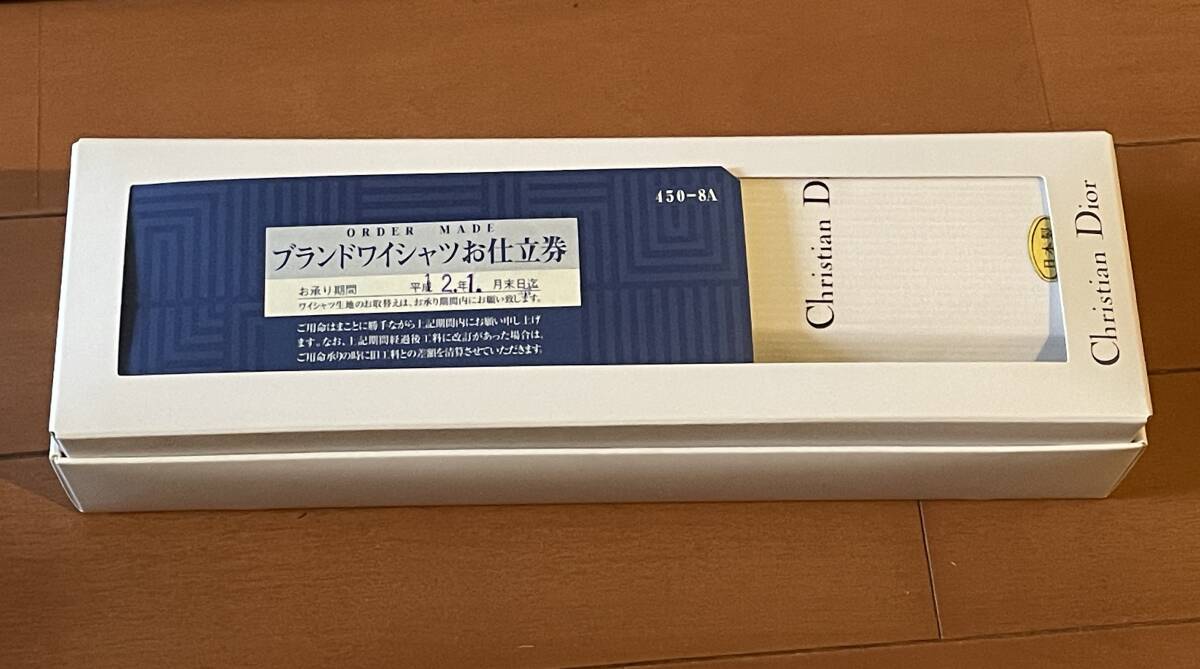 450-8A
ORDER MADE
ブランドワイシャツお仕立券
お承り期間 平成12.年1. 月末日迄
ワイシャツ生地のお取替えは、お承り期間内にお願い致します。
ご用命はまことに勝手ながら上記期間内にお願い申し上げ
ます。なお、上記期間経過後工料に改訂があった場合は、
ご用命承りの時に旧工料との差額を清算させていただきます。
Christian D
日本製
Christian Dior